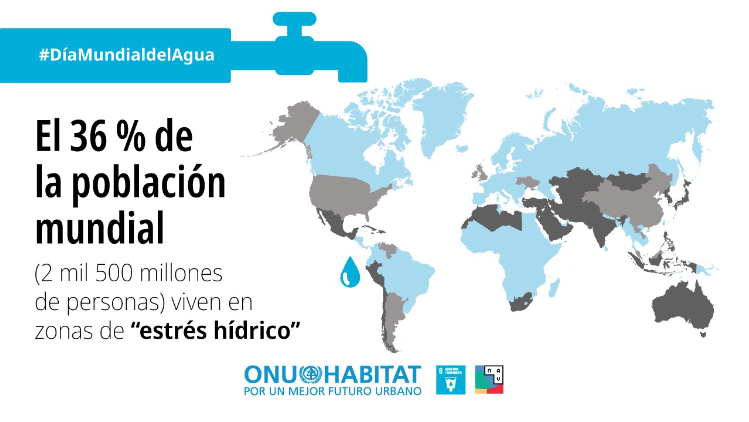 #DíaMundialdelAgua
El 36 % de
la población
mundial
(2 mil 500 millones
de personas) viven en
zonas de “estrés hídrico”
ONU HABITAT
POR UN MEJOR FUTURO URBANO
6
N
A U